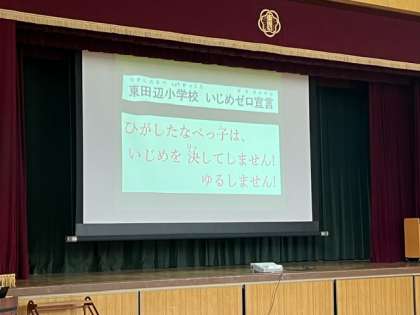 東田辺小学校 いじめゼロ宣言
ひがしたなべっ子は、
いじめを決してしません!
ゆるしません!